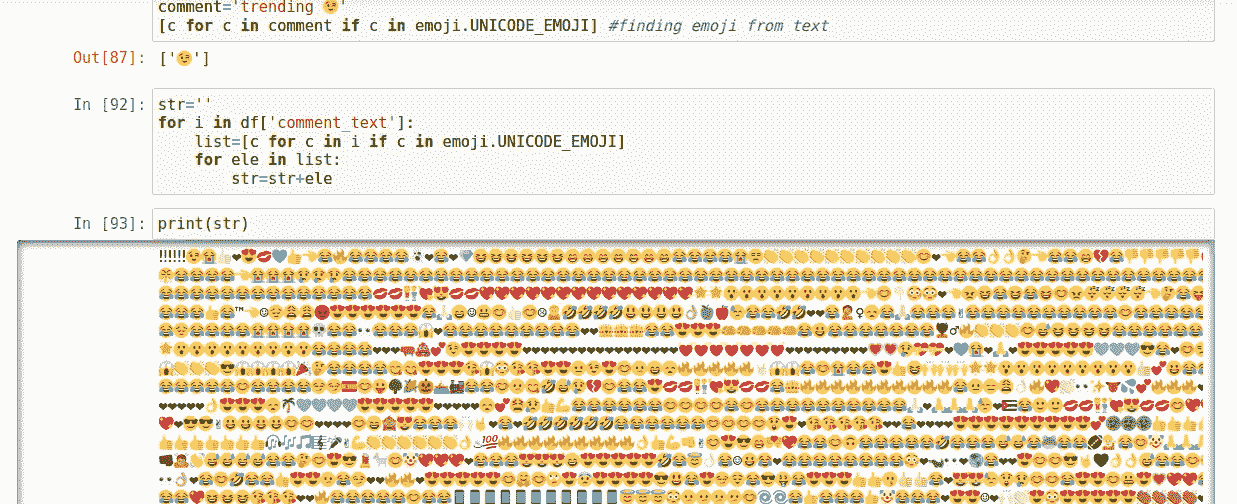 comment='trending 😉'
[c for c in comment if c in emoji.UNICODE_EMOJI] #finding emoji from text
Out[87]: ['😉']
In [92]: str=''
for i in df['comment_text']:
    list=[c for c in i if c in emoji.UNICODE_EMOJI]
    for ele in list:
        str=str+ele
In [93]: print(str)
!!!!!!
™
💯